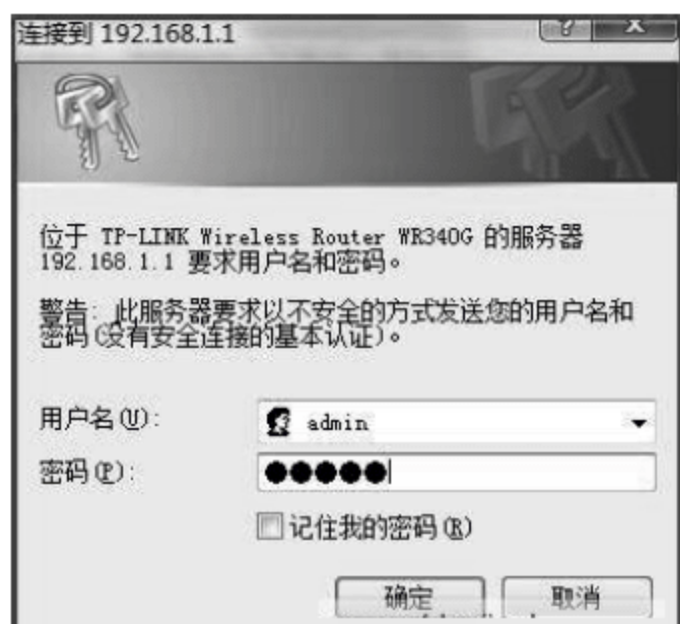 连接到 192.168.1.1
位于 TP-LINK Wireless Router WR340G 的服务器
192.168.1.1 要求用户名和密码。
警告: 此服务器要求以不安全的方式发送您的用户名和
密码(没有安全连接的基本认证)。
用户名(U):
admin
密码(P):
记住我的密码(R)
确定 取消